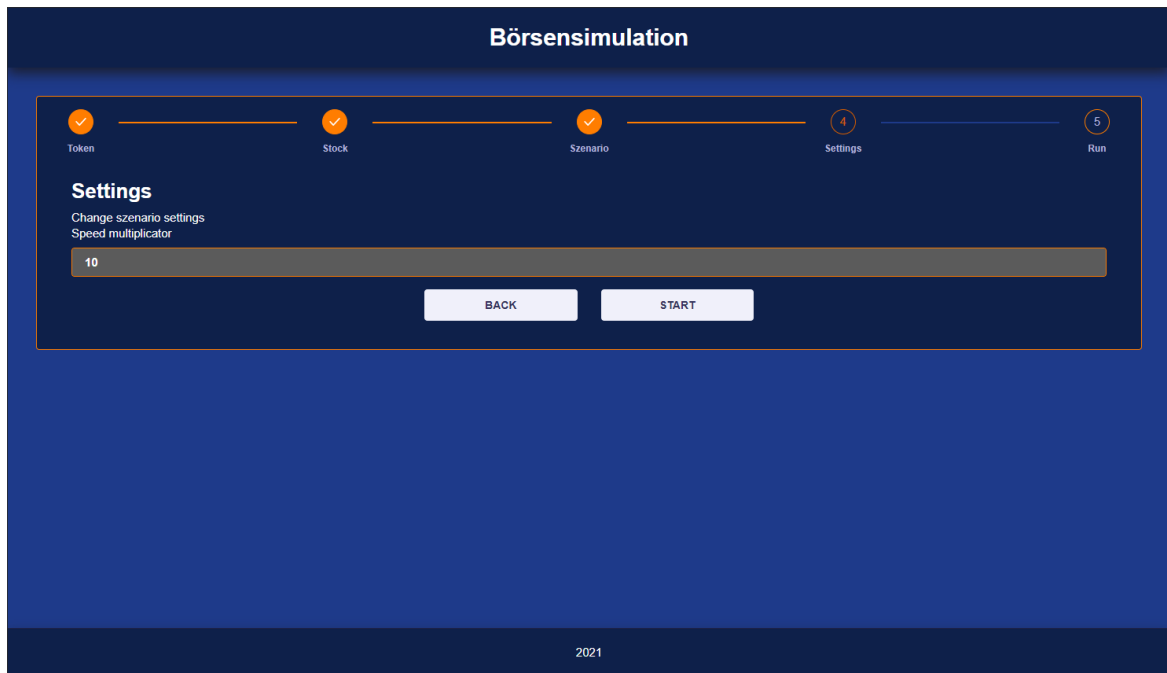 Börsensimulation
4
5
Token
Stock
Szenario
Settings
Run
Settings
Change szenario settings
Speed multiplicator
10
BACK
START
2021